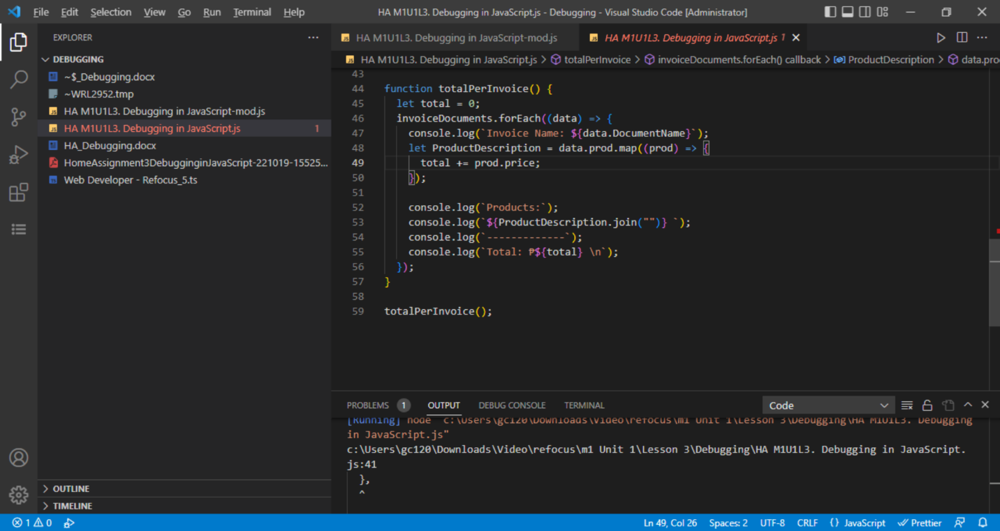 File Edit Selection View Go Run Terminal Help
HA M1U1L3. Debugging in JavaScript.js - Debugging - Visual Studio Code [Administrator]
EXPLORER
DEBUGGING
~$_Debugging.docx
~WRL2952.tmp
HA M1U1L3. Debugging in JavaScript-mod.js
HA M1U1L3. Debugging in JavaScript.js 1
HA_Debugging.docx
HomeAssignment3DebugginginJavaScript-221019-15525...
Web Developer - Refocus_5.ts
OUTLINE
TIMELINE
HA M1U1L3. Debugging in JavaScript-mod.js
HA M1U1L3. Debugging in JavaScript.js 1
HA M1U1L3. Debugging in JavaScript.js > totalPerInvoice > invoiceDocuments.forEach() callback > ProductDescription > data.pro
43
44 function totalPerInvoice() {
45 let total = 0;
46 invoiceDocuments.forEach((data) => {
47 console.log(`Invoice Name: ${data.DocumentName}`);
48 let ProductDescription = data.prod.map((prod) => {
49 total += prod.price;
50 });
51
52 console.log(`Products:`);
53 console.log(`${ProductDescription.join("")} `);
54 console.log(`-------------`);
55 console.log(`Total: ₱${total} \n`);
56 });
57 }
58
59 totalPerInvoice();
PROBLEMS 1 OUTPUT DEBUG CONSOLE TERMINAL
Code
[Running] node "c:\Users\gc120\Downloads\Video\refocus\m1 Unit 1\Lesson 3\Debugging\HA M1U1L3. Debugging
in JavaScript.js"
c:\Users\gc120\Downloads\Video\refocus\m1 Unit 1\Lesson 3\Debugging\HA M1U1L3. Debugging in JavaScript.
js:41
},
^
1 0
Ln 49, Col 26 Spaces: 2 UTF-8 CRLF {} JavaScript Prettier